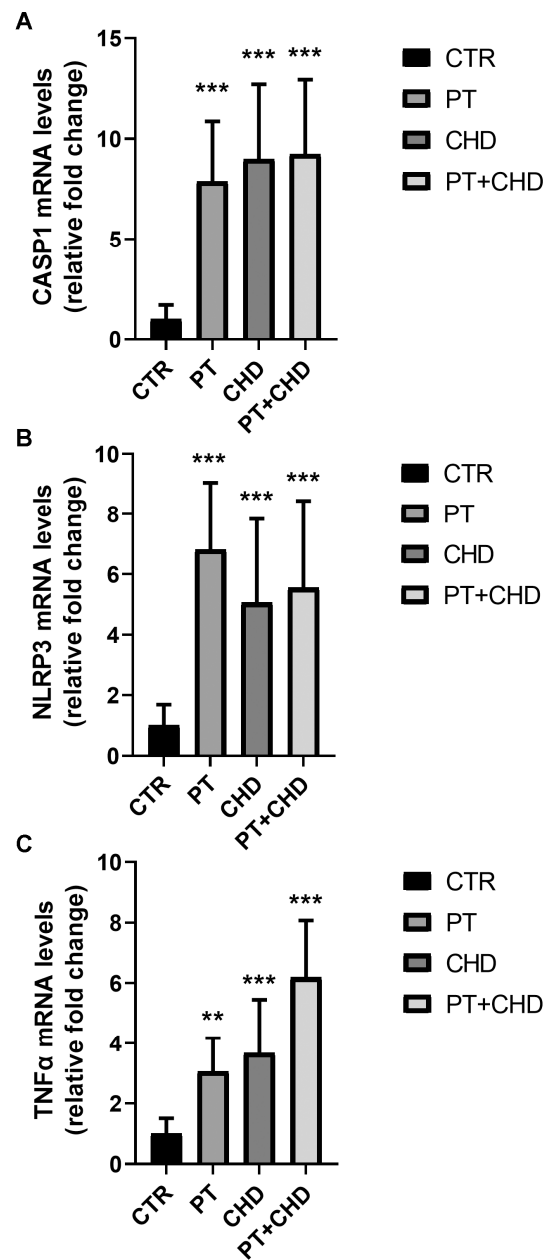 A
CASP1 mRNA levels
(relative fold change)
15
10
5
0
***
***
***
CTR
PT
CHD
PT+CHD
CTR
PT
CHD
PT+CHD
B
NLRP3 mRNA levels
(relative fold change)
10
8
6
4
2
0
***
***
***
CTR
PT
CHD
PT+CHD
CTR
PT
CHD
PT+CHD
C
TNFα mRNA levels
(relative fold change)
10
8
6
4
2
0
**
***
***
CTR
PT
CHD
PT+CHD
CTR
PT
CHD
PT+CHD